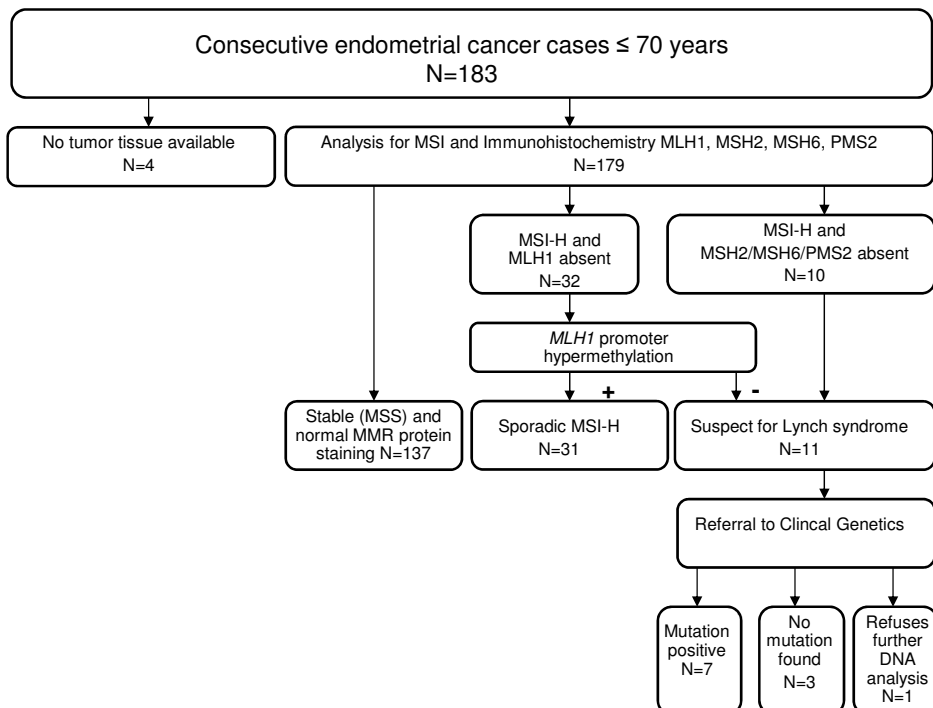 Consecutive endometrial cancer cases ≤ 70 years
N=183
No tumor tissue available
N=4
Analysis for MSI and Immunohistochemistry MLH1, MSH2, MSH6, PMS2
N=179
MSI-H and
MLH1 absent
N=32
MSI-H and
MSH2/MSH6/PMS2 absent
N=10
MLH1 promoter
hypermethylation
+
-
Stable (MSS) and
normal MMR protein
staining N=137
Sporadic MSI-H
N=31
Suspect for Lynch syndrome
N=11
Referral to Clincal Genetics
Mutation
positive
N=7
No
mutation
found
N=3
Refuses
further
DNA
analysis
N=1